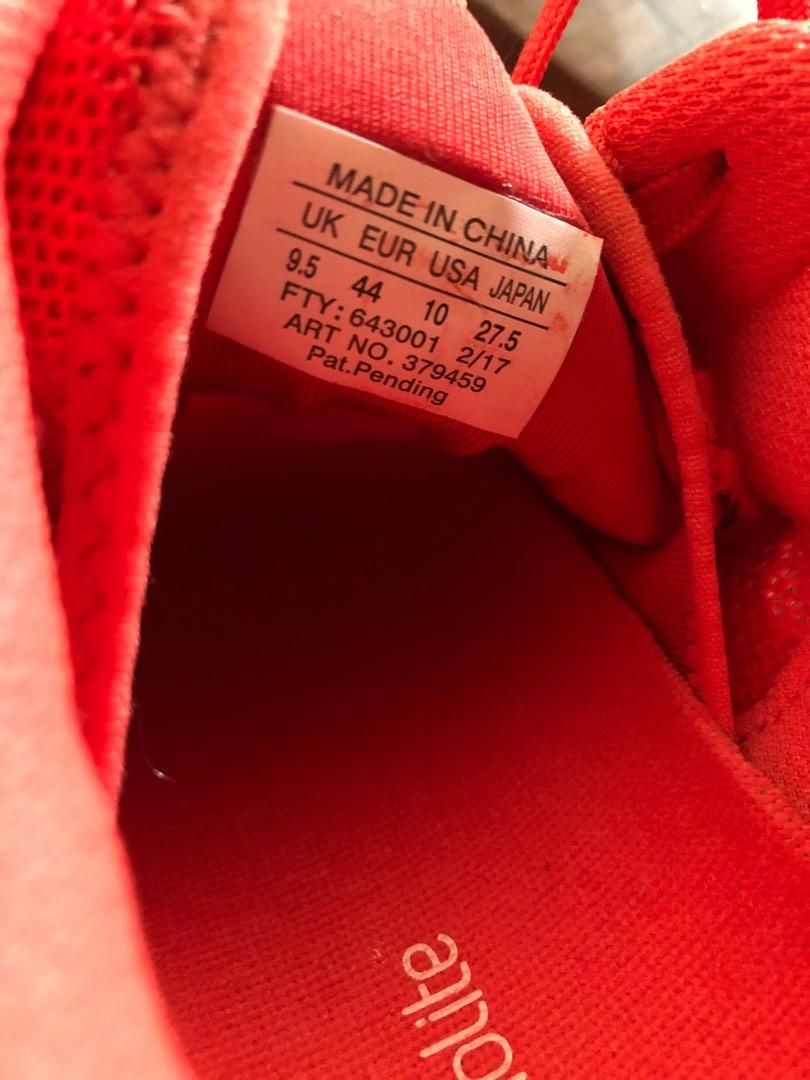 MADE IN CHINA
UK EUR USA JAPAN
9.5 44 10 27.5
FTY: 643001 2/17
ART NO. 379459
Pat.Pending